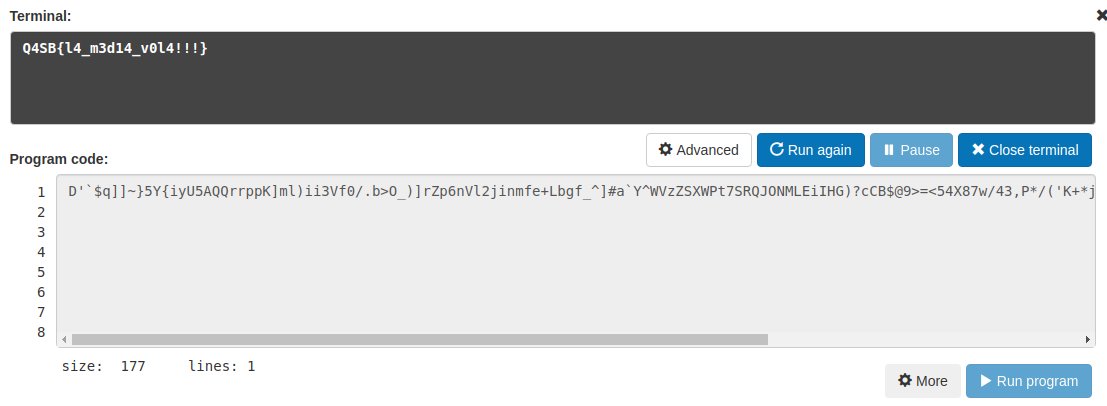 Terminal:
Q4SB{l4_m3d14_v0l4!!!}
Advanced
Run again
Pause
Close terminal
Program code:
1
2
3
4
5
6
7
8
D'`$q]]~}5Y{iyU5AQQrrppK]ml)ii3Vf0/.b>O_)]rZp6nVl2jinmfe+Lbgf_^]#a`Y^WVzZSXWPt7SRQJONMLEiIHG)?cCB$@9>=<54X87w/43,P*/('K+*j
size: 177 lines: 1
More
Run program